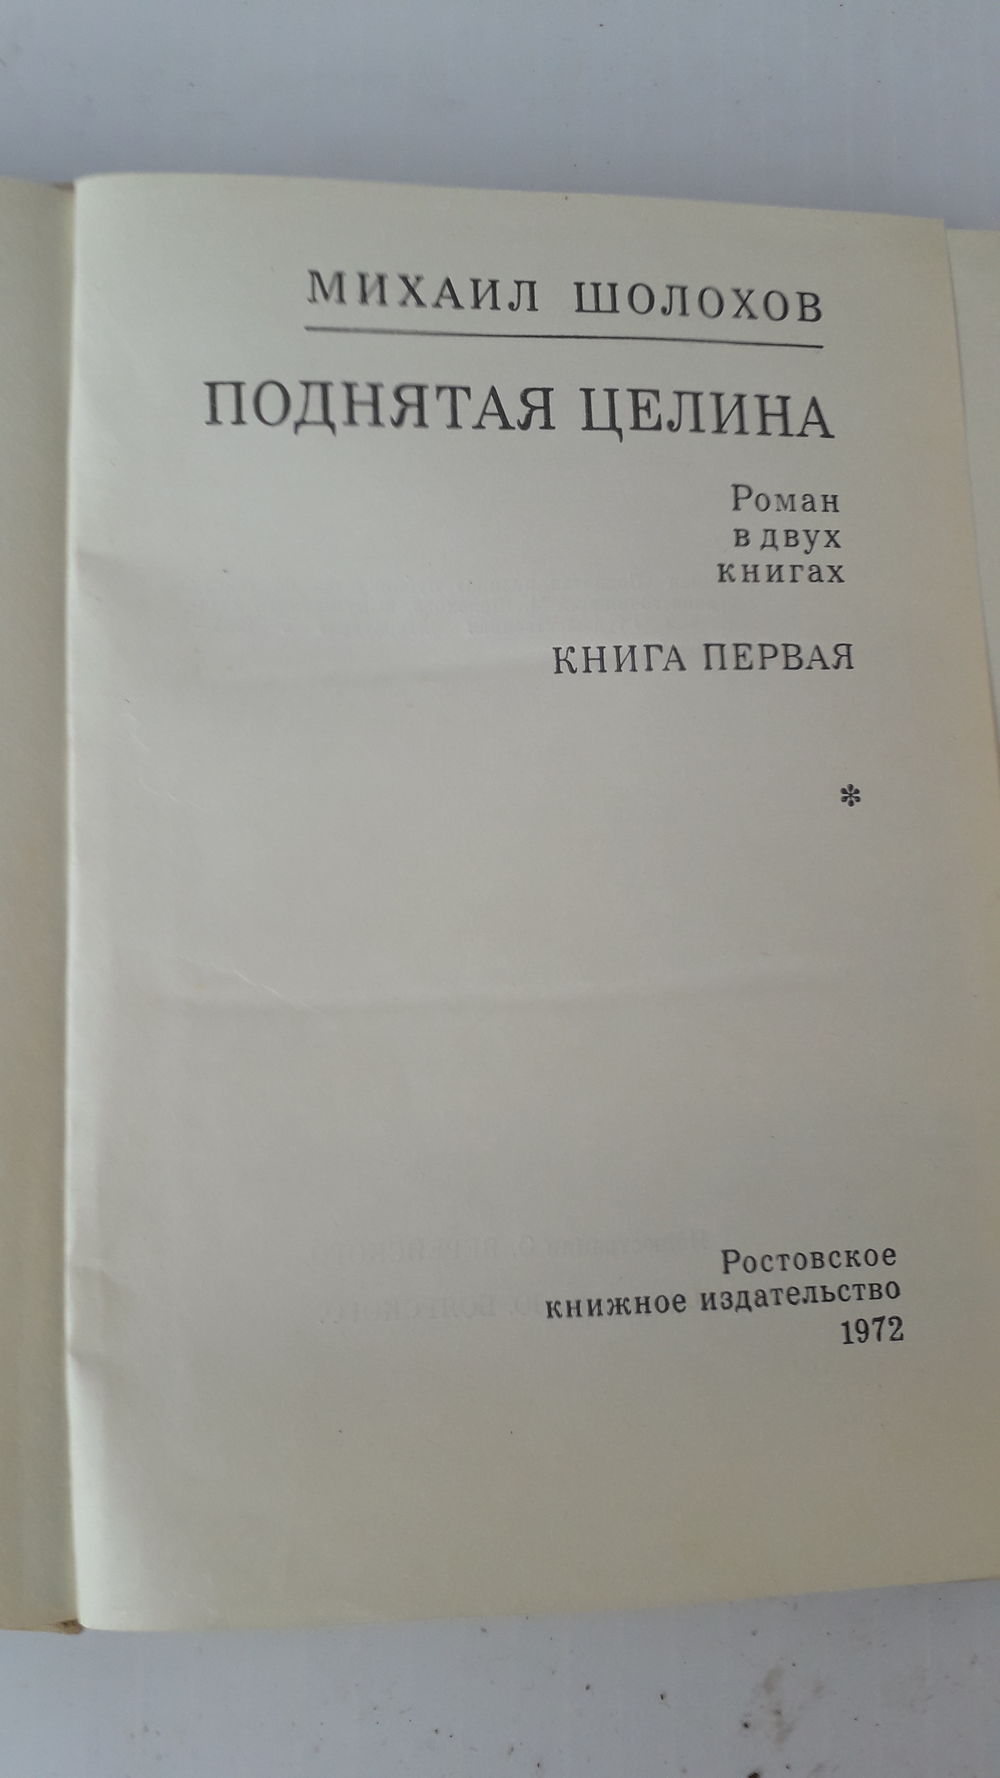 МИХАИЛ ШОЛОХОВ
ПОДНЯТАЯ ЦЕЛИНА
Роман
в двух
книгах
КНИГА ПЕРВАЯ
*
Ростовское
книжное издательство
1972